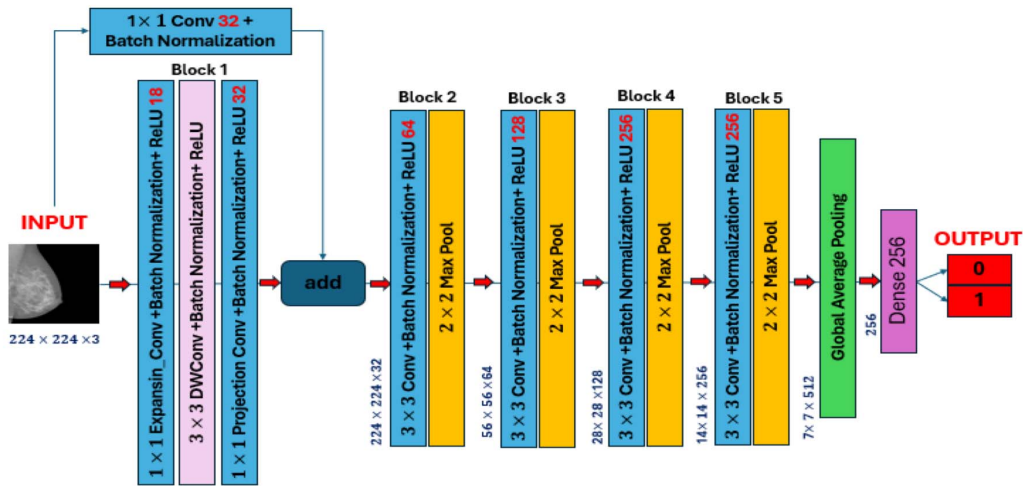 1× 1 Conv 32 +
Batch Normalization
Block 1
1 × 1 Expansin_Conv +Batch Normalization+ ReLU 18
3 × 3 DWConv +Batch Normalization+ ReLU
1 × 1 Projection Conv +Batch Normalization+ ReLU 32
INPUT
224 × 224 ×3
add
224 × 224 ×32
Block 2
3 × 3 Conv +Batch Normalization+ ReLU 64
2 × 2 Max Pool
56 × 56 ×64
Block 3
3 × 3 Conv+Batch Normalization+ ReLU 128
2 × 2 Max Pool
28× 28 ×128
Block 4
3 × 3 Conv+Batch Normalization+ ReLU 256
2 × 2 Max Pool
14× 14 × 256
Block 5
3 × 3 Conv+Batch Normalization+ ReLU 256
2 × 2 Max Pool
7× 7 × 512
Global Average Pooling
256
Dense 256
OUTPUT
0
1